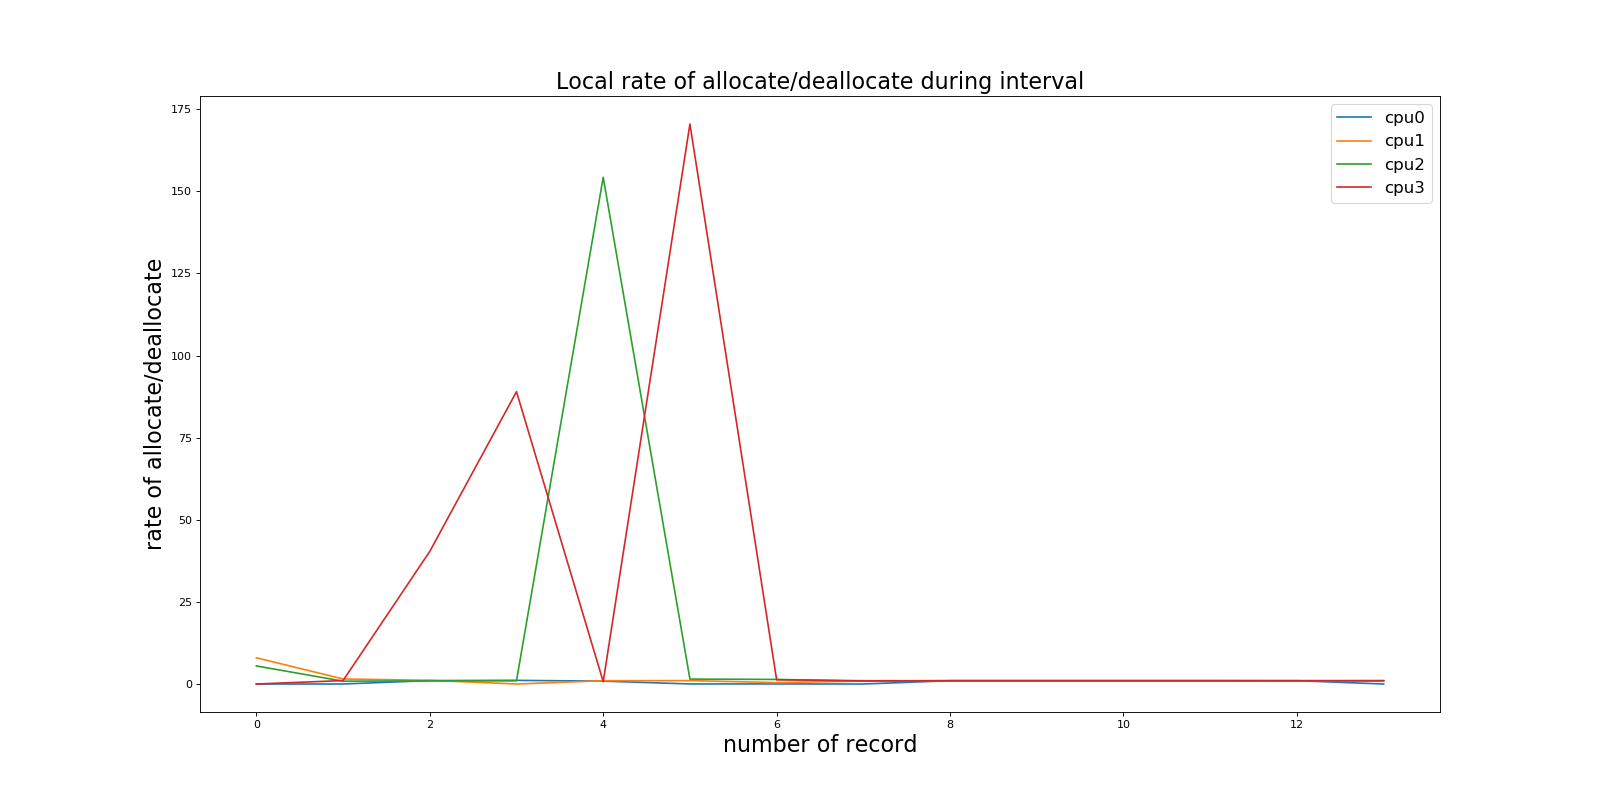 Local rate of allocate/deallocate during interval
175
150
125
100
75
50
25
0
rate of allocate/deallocate
cpu0
cpu1
cpu2
cpu3
0 2 4 6 8 10 12
number of record